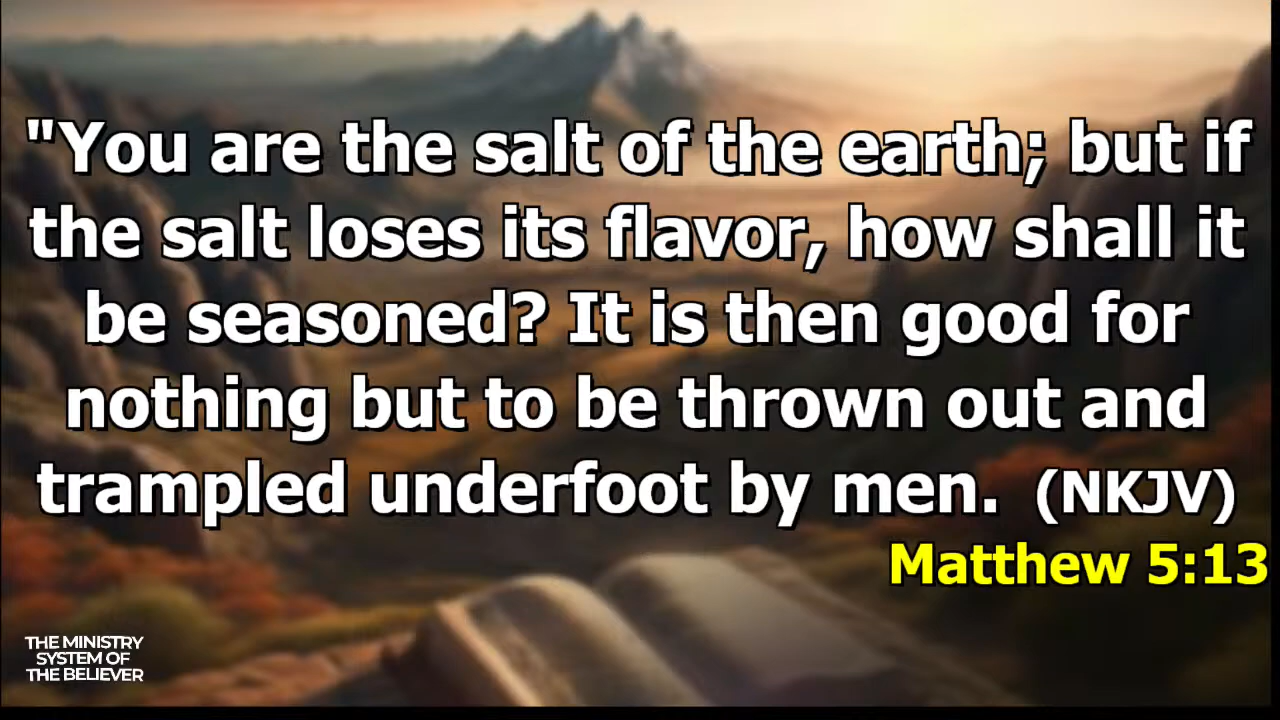 "You are the salt of the earth; but if
the salt loses its flavor, how shall it
be seasoned? It is then good for
nothing but to be thrown out and
trampled underfoot by men. (NKJV)
Matthew 5:13
THE MINISTRY
SYSTEM OF
THE BELIEVER